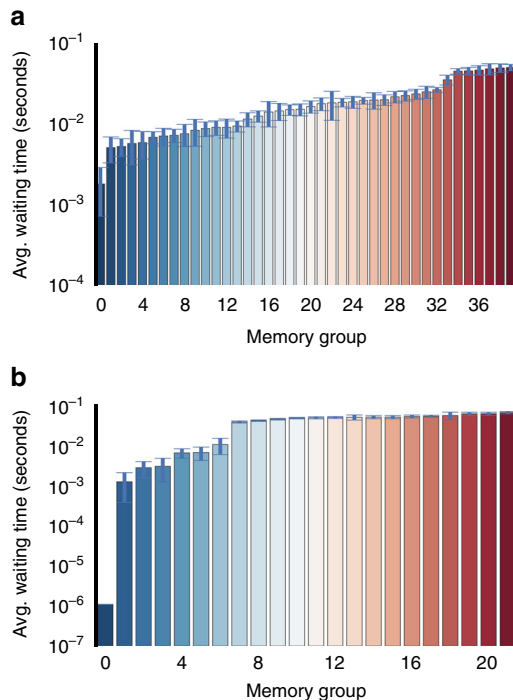 a
Avg. waiting time (seconds)
10⁻¹
10⁻²
10⁻³
10⁻⁴
0 4 8 12 16 20 24 28 32 36
Memory group
b
Avg. waiting time (seconds)
10⁻¹
10⁻²
10⁻³
10⁻⁴
10⁻⁵
10⁻⁶
10⁻⁷
0 4 8 12 16 20
Memory group